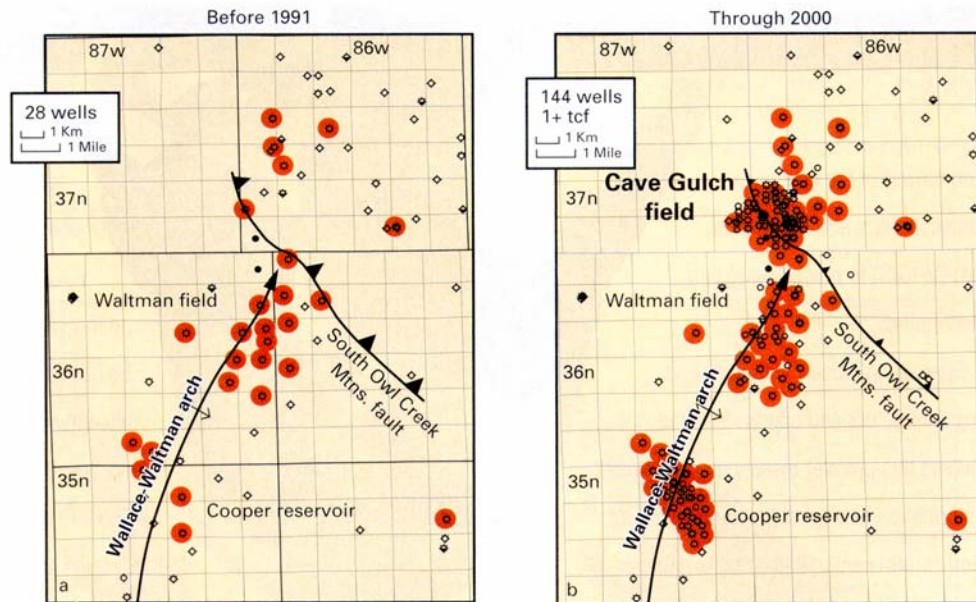 Before 1991
87w
86w
28 wells
1 Km
1 Mile
37n
Waltman field
36n
South Owl Creek
Mtns. fault
Wallace-Waltman arch
35n
Cooper reservoir
a
Through 2000
87w
86w
144 wells
1+ tcf
1 Km
1 Mile
Cave Gulch
field
37n
Waltman field
36n
South Owl Creek
Mtns. fault
Wallace-Waltman arch
35n
Cooper reservoir
b